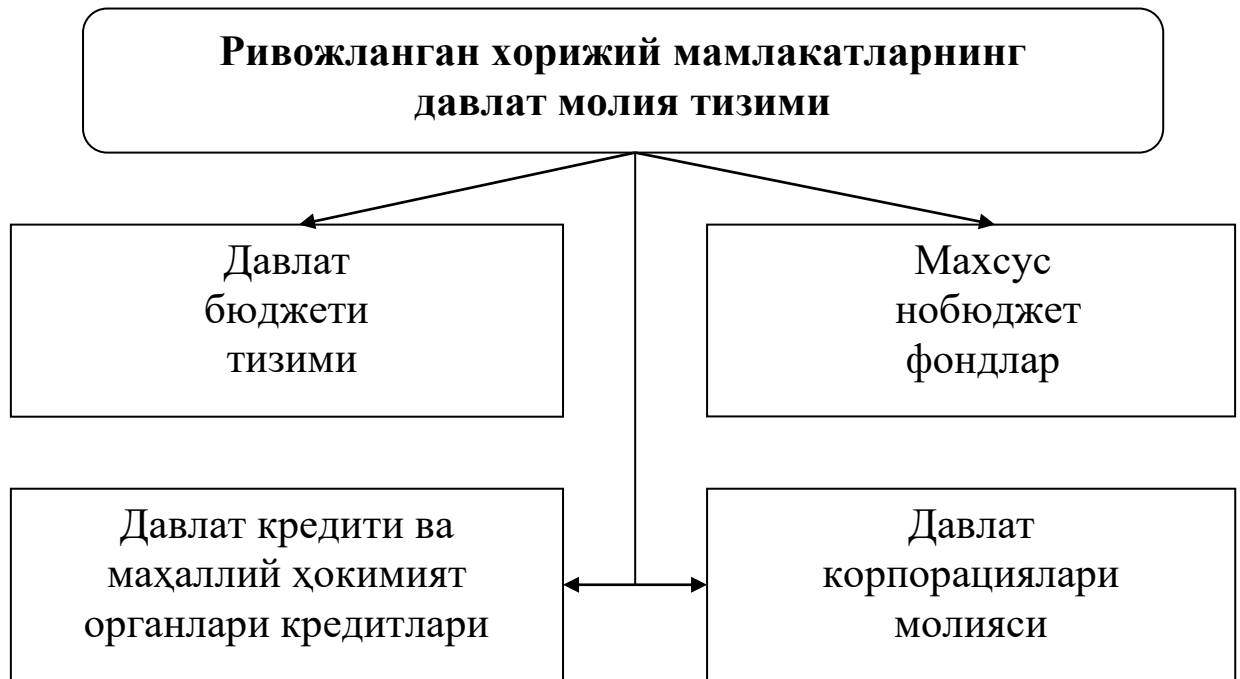 Ривожланган хорижий мамлакатларнинг
давлат молия тизими
Давлат
бюджети
тизими
Махсус
нобюджет
фондлар
Давлат кредити ва
маҳаллий ҳокимият
органлари кредитлари
Давлат
корпорациялари
молияси